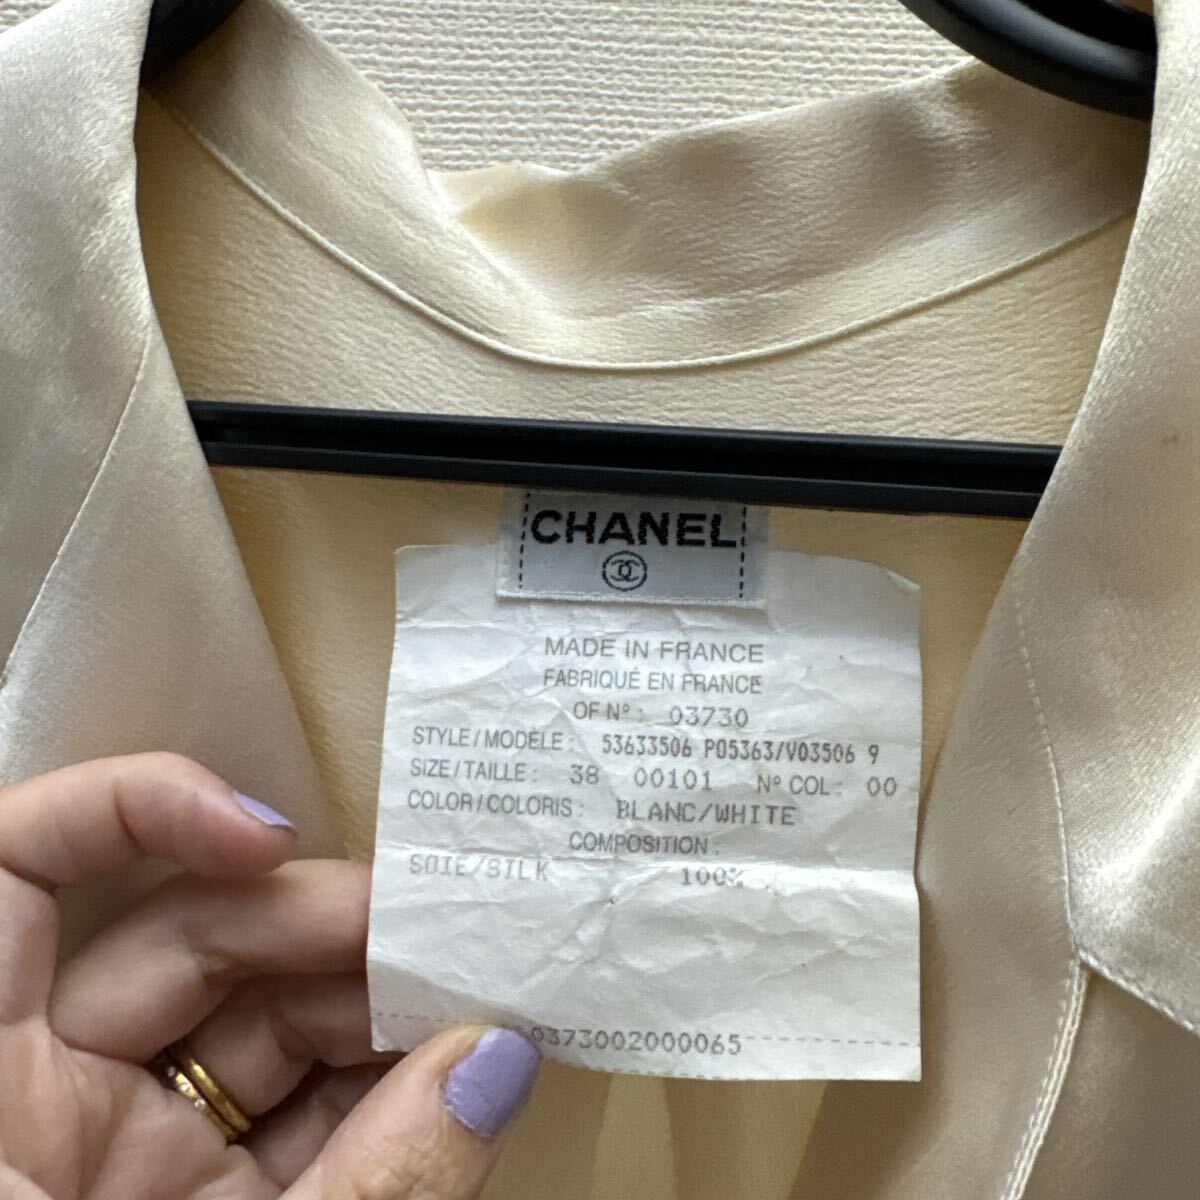 CHANEL
MADE IN FRANCE
FABRIQUÉ EN FRANCE
OF N° : 03730
STYLE / MODÈLE : 53633506 P05363/V03506 9
SIZE / TAILLE : 38 00101 N° COL : 00
COLOR / COLORIS : BLANC/WHITE
COMPOSITION :
SOIE/SILK 100%
0373002000065